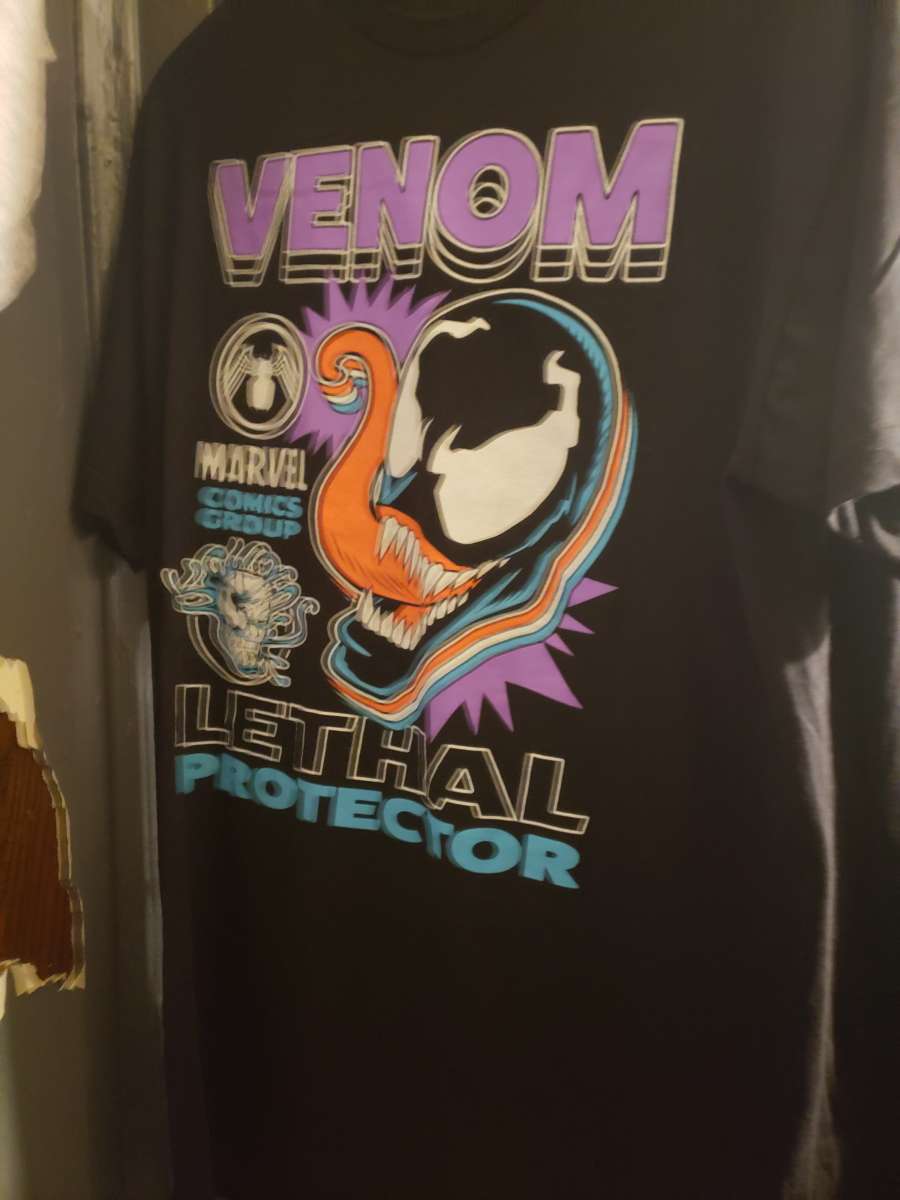 VENOM
MARVEL
COMICS
GROUP
LETHAL
PROTECTOR